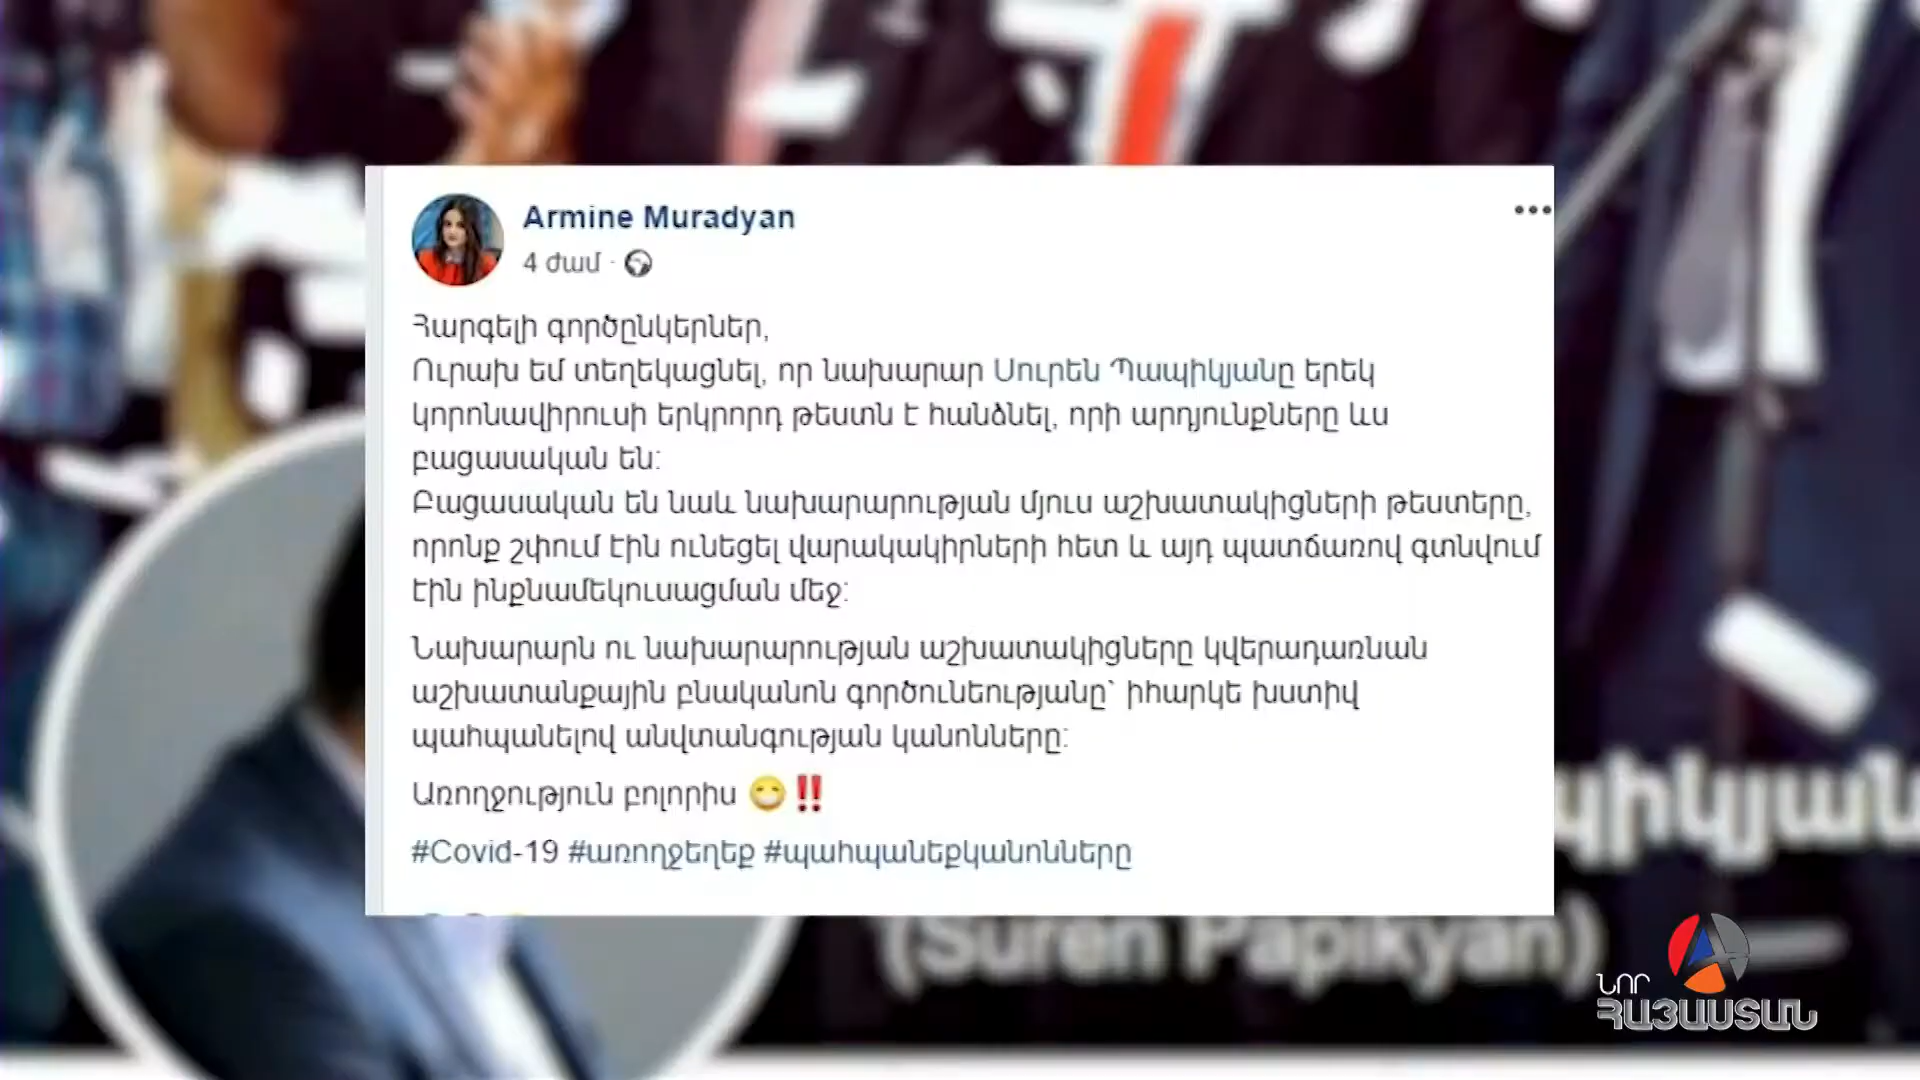 Armine Muradyan
4 ժամ ·
Հարգելի գործընկերներ,
Ուրախ եմ տեղեկացնել, որ նախարար Սուրեն Պապիկյանը երեկ
կորոնավիրուսի երկրորդ թեստն է հանձնել, որի արդյունքները ևս
բացասական են:
Բացասական են նաև նախարարության մյուս աշխատակիցների թեստերը,
որոնք շփում էին ունեցել վարակակիրների հետ և այդ պատճառով գտնվում
էին ինքնամեկուսացման մեջ:
Նախարարն ու նախարարության աշխատակիցները կվերադառնան
աշխատանքային բնականոն գործունեությանը՝ իհարկե խստիվ
պահպանելով անվտանգության կանոնները:
Առողջություն բոլորիս 😷‼
#Covid-19 #առողջեղեք #պահպանեքկանոնները
պիկյան
(Suren Papikyan)
ՆՈՐ
ՀԱՅԱՍՏԱՆ